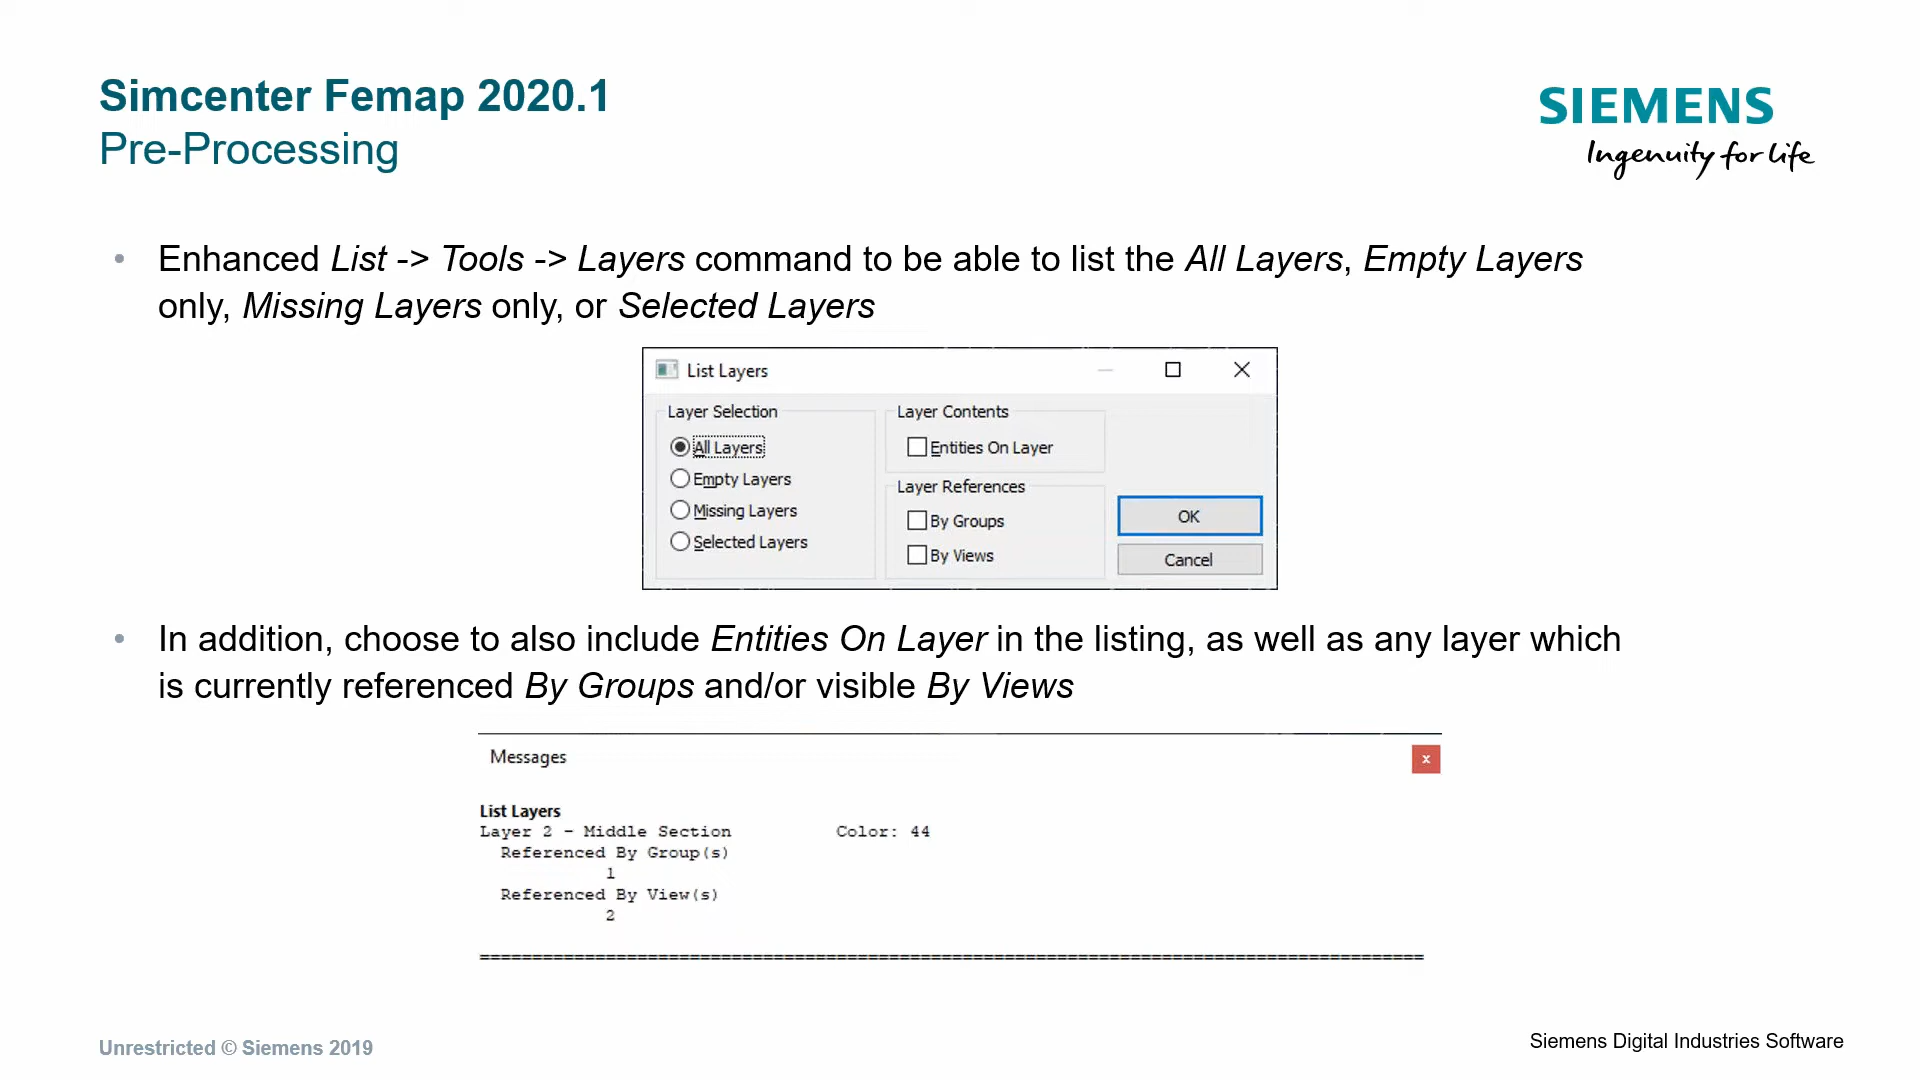 Simcenter Femap 2020.1
Pre-Processing
SIEMENS
Ingenuity for life
• Enhanced List -> Tools -> Layers command to be able to list the All Layers, Empty Layers
only, Missing Layers only, or Selected Layers
List Layers
Layer Selection
All Layers
Empty Layers
Missing Layers
Selected Layers
Layer Contents
Entities On Layer
Layer References
By Groups
By Views
OK
Cancel
• In addition, choose to also include Entities On Layer in the listing, as well as any layer which
is currently referenced By Groups and/or visible By Views
Messages
x
List Layers
Layer 2 - Middle Section Color: 44
Referenced By Group(s)
1
Referenced By View(s)
2
Unrestricted © Siemens 2019
Siemens Digital Industries Software